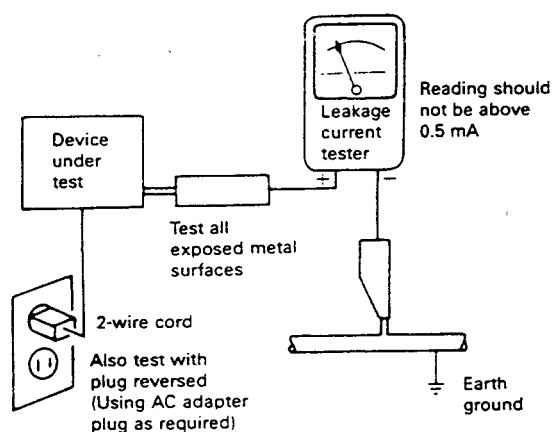 Device
under
test
Leakage
current
tester
+ −
Reading should
not be above
0.5 mA
Test all
exposed metal
surfaces
2-wire cord
Also test with
plug reversed
(Using AC adapter
plug as required)
Earth
ground